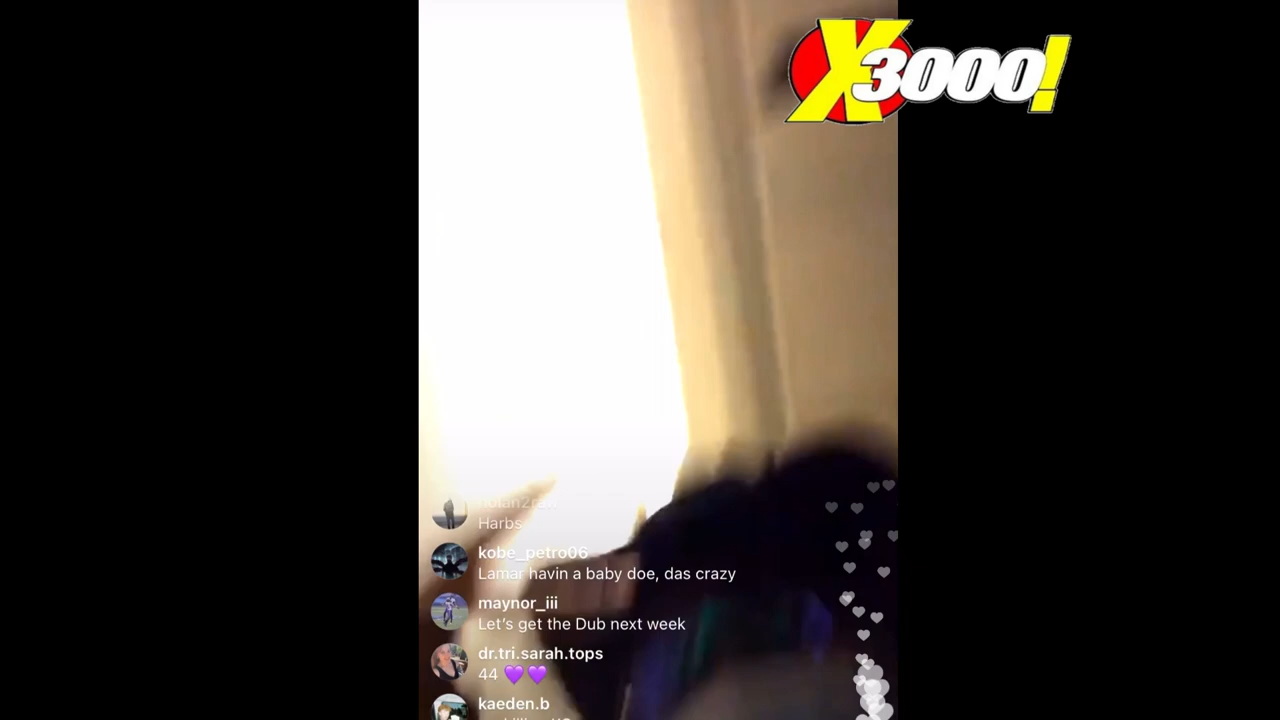 X3000!
Harbs
kobe_petro06
Lamar havin a baby doe, das crazy
maynor_iii
Let's get the Dub next week
dr.tri.sarah.tops
44 💜💜
kaeden.b